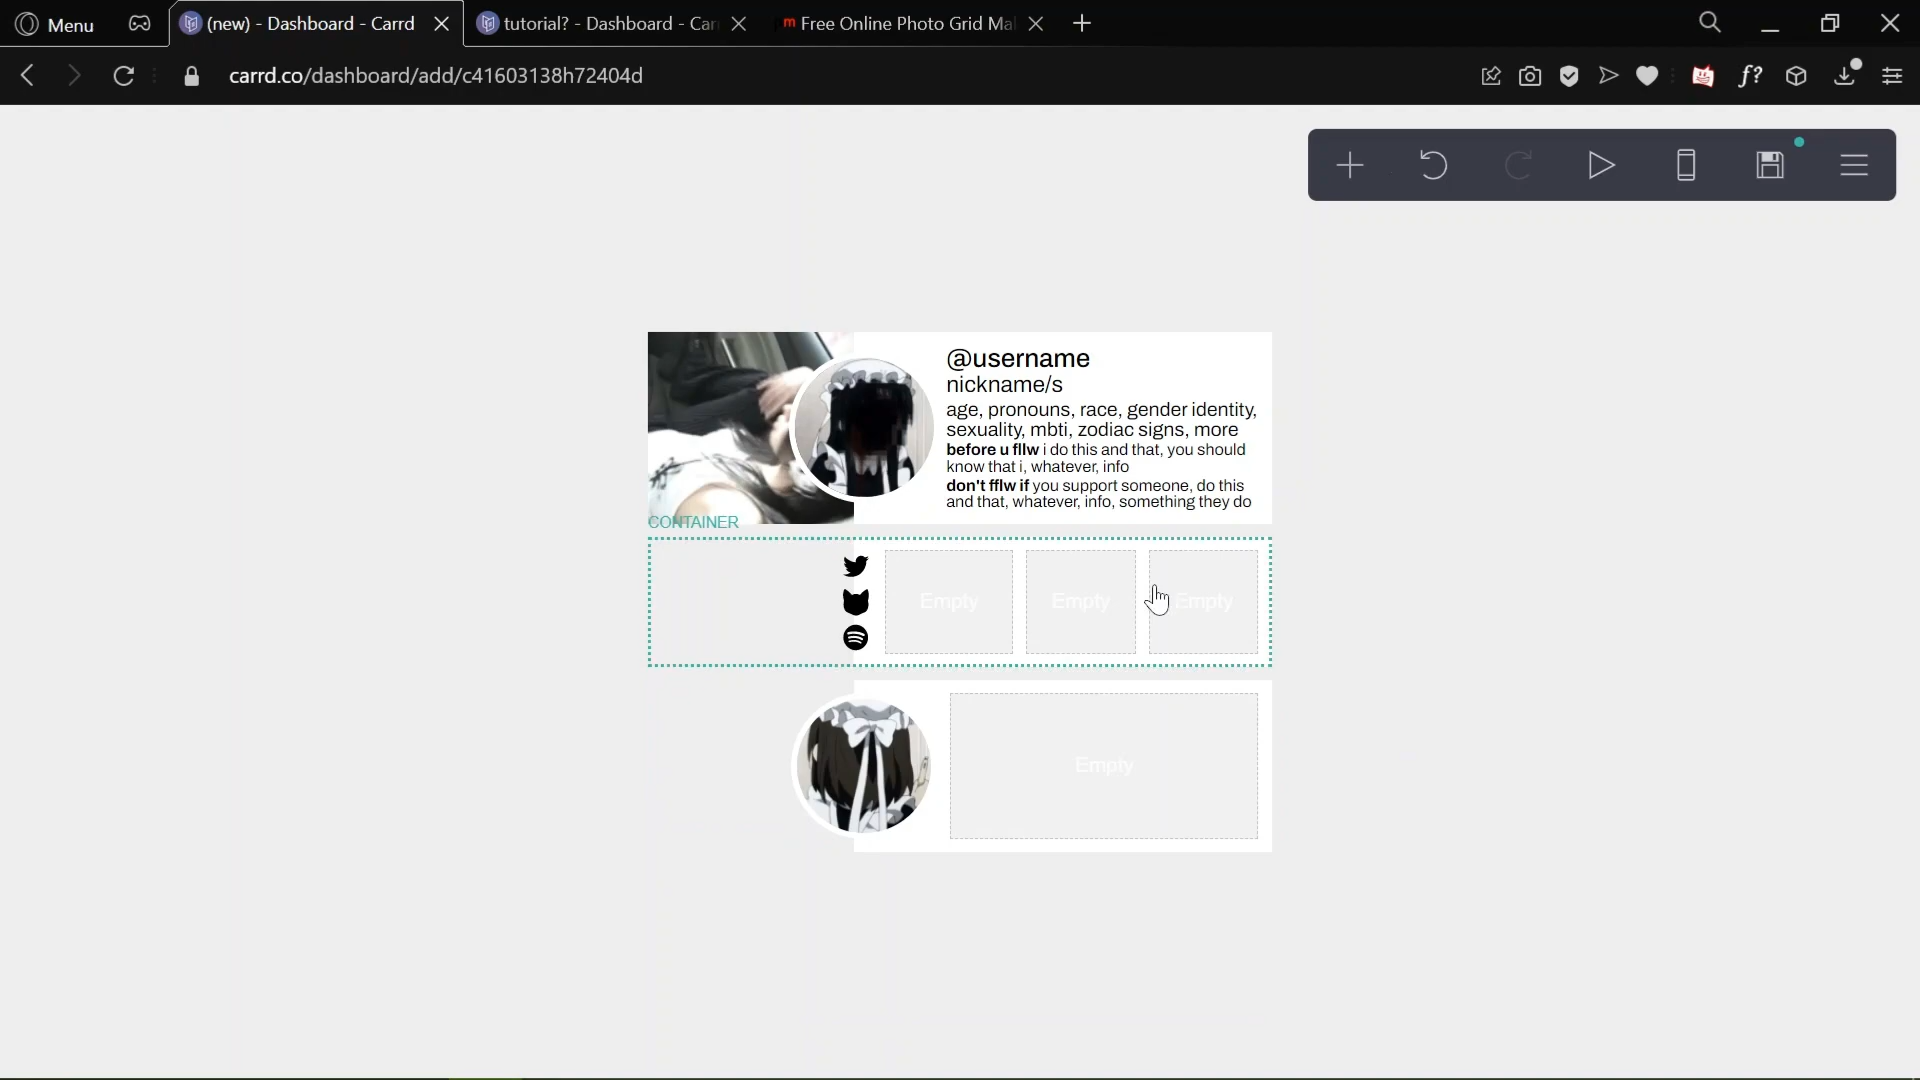 Menu
(new) - Dashboard - Carrd
tutorial? - Dashboard - Car
m Free Online Photo Grid Mal
carrd.co/dashboard/add/c41603138h72404d
f?
@username
nickname/s
age, pronouns, race, gender identity,
sexuality, mbti, zodiac signs, more
before u fllw i do this and that, you should
know that i, whatever, info
don't fflw if you support someone, do this
and that, whatever, info, something they do
CONTAINER
Empty
Empty
Empty
Empty